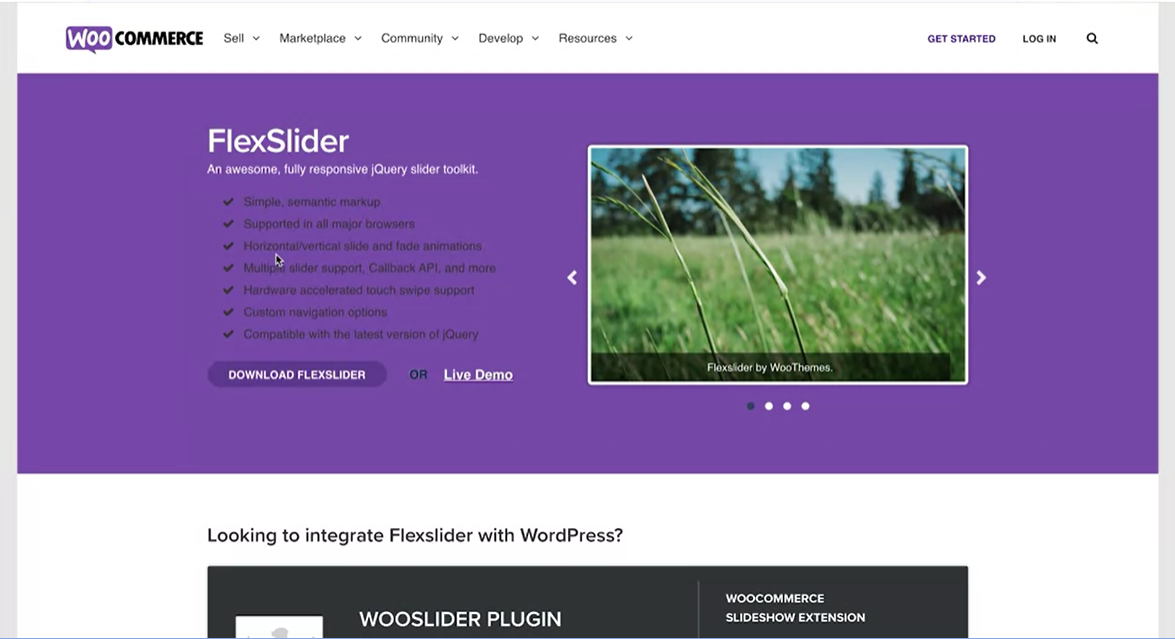 WOOCOMMERCE Sell Marketplace Community Develop Resources GET STARTED LOG IN
FlexSlider
An awesome, fully responsive jQuery slider toolkit.
Simple, semantic markup
Supported in all major browsers
Horizontal/vertical slide and fade animations
Multiple slider support, Callback API, and more
Hardware accelerated touch swipe support
Custom navigation options
Compatible with the latest version of jQuery
DOWNLOAD FLEXSLIDER OR Live Demo
Flexslider by WooThemes.
Looking to integrate Flexslider with WordPress?
WOOSLIDER PLUGIN
WOOCOMMERCE
SLIDESHOW EXTENSION